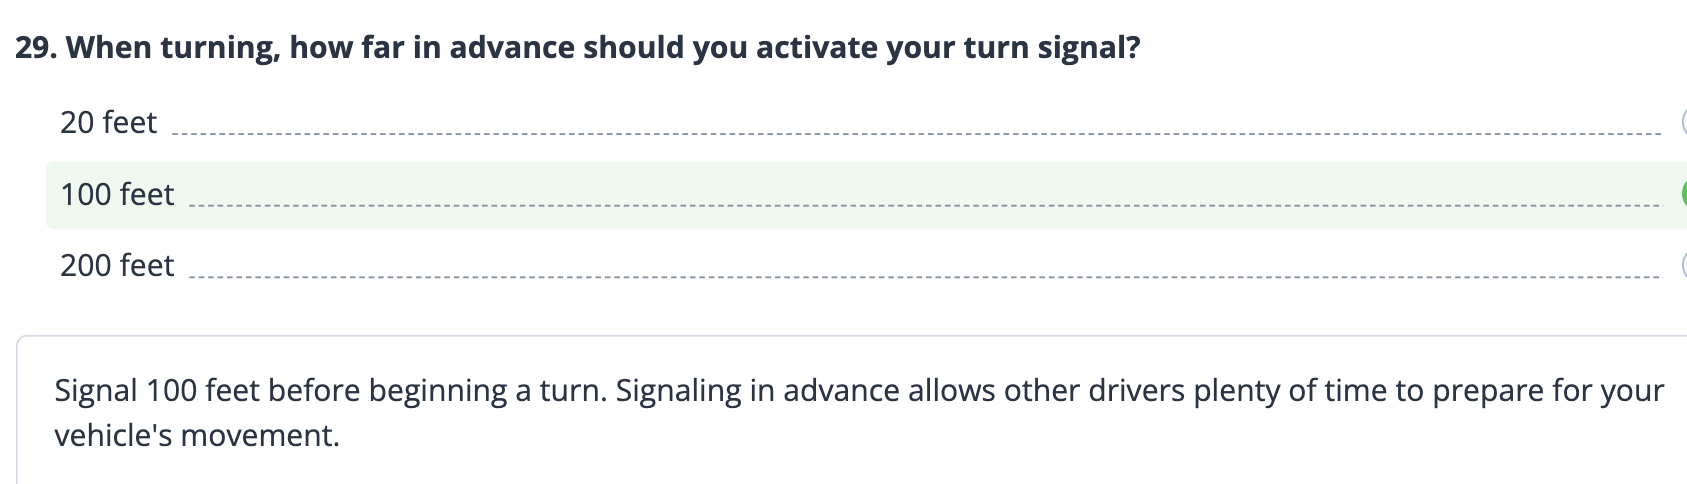 29. When turning, how far in advance should you activate your turn signal?
20 feet
100 feet
200 feet
Signal 100 feet before beginning a turn. Signaling in advance allows other drivers plenty of time to prepare for your
vehicle's movement.